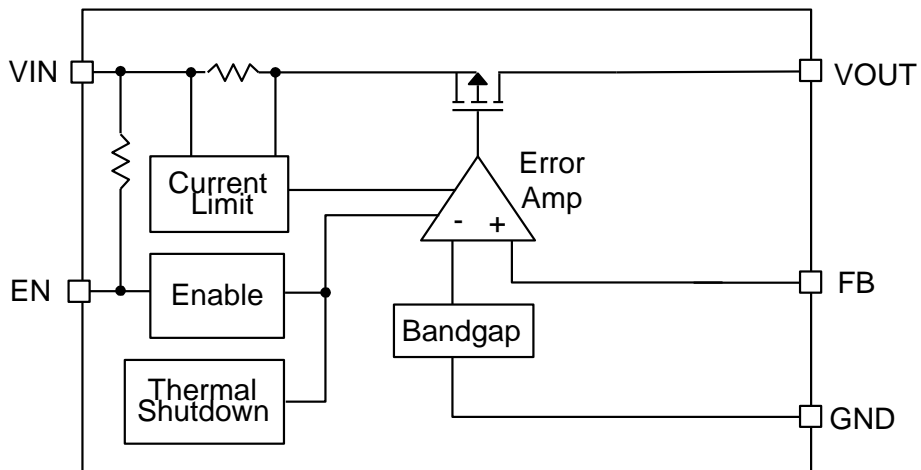 VIN
VOUT
Current
Limit
Error
Amp
-
+
EN
Enable
FB
Bandgap
Thermal
Shutdown
GND